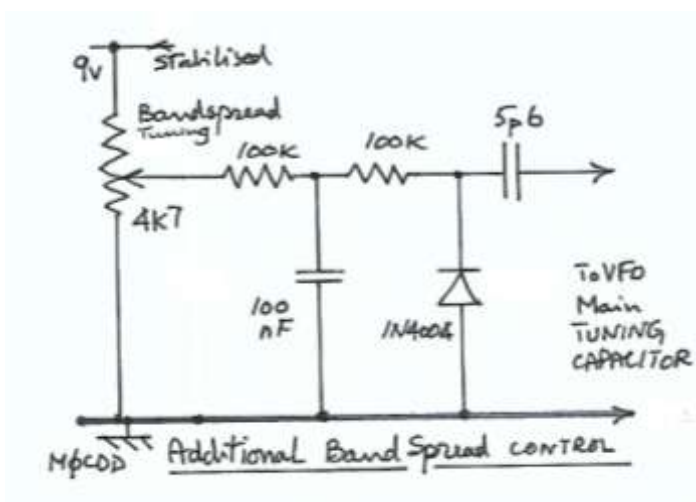 9v
Stabilised
Bandspread
Tuning
100K
100K
5p6
4K7
100
nF
1N4004
To VFO
Main
TUNING
CAPACITOR
MØCDD
Additional Band Spread CONTROL